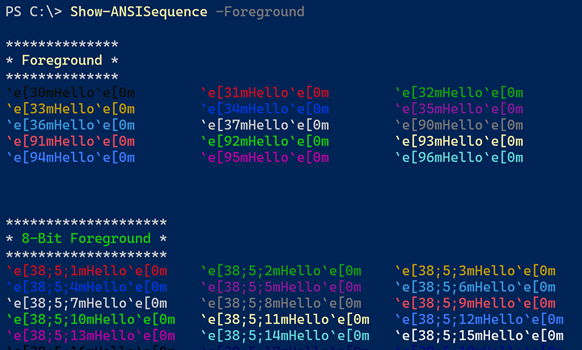 PS C:\> Show-ANSISequence -Foreground
**************
* Foreground *
**************
`e[30mHello`e[0m `e[31mHello`e[0m `e[32mHello`e[0m
`e[33mHello`e[0m `e[34mHello`e[0m `e[35mHello`e[0m
`e[36mHello`e[0m `e[37mHello`e[0m `e[90mHello`e[0m
`e[91mHello`e[0m `e[92mHello`e[0m `e[93mHello`e[0m
`e[94mHello`e[0m `e[95mHello`e[0m `e[96mHello`e[0m
********************
* 8-Bit Foreground *
********************
`e[38;5;1mHello`e[0m `e[38;5;2mHello`e[0m `e[38;5;3mHello`e[0m
`e[38;5;4mHello`e[0m `e[38;5;5mHello`e[0m `e[38;5;6mHello`e[0m
`e[38;5;7mHello`e[0m `e[38;5;8mHello`e[0m `e[38;5;9mHello`e[0m
`e[38;5;10mHello`e[0m `e[38;5;11mHello`e[0m `e[38;5;12mHello`e[0m
`e[38;5;13mHello`e[0m `e[38;5;14mHello`e[0m `e[38;5;15mHello`e[0m